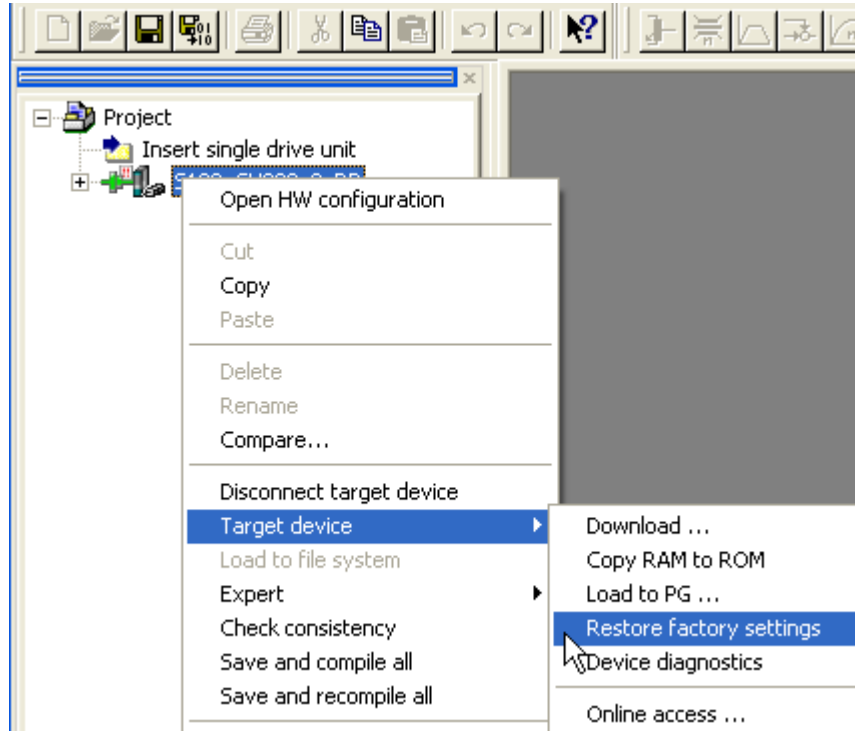 Project
Insert single drive unit
Open HW configuration
Cut
Copy
Paste
Delete
Rename
Compare...
Disconnect target device
Target device
Load to file system
Expert
Check consistency
Save and compile all
Save and recompile all
Download ...
Copy RAM to ROM
Load to PG ...
Restore factory settings
Device diagnostics
Online access ...